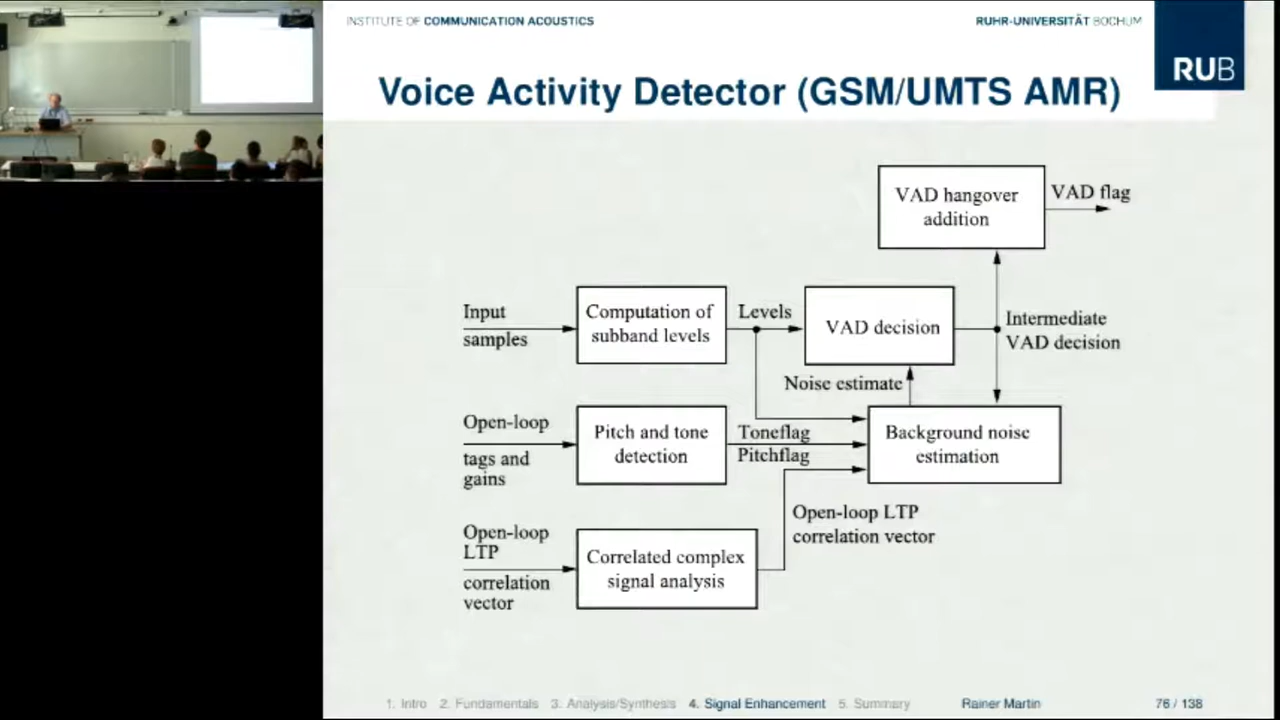 INSTITUTE OF COMMUNICATION ACOUSTICS
RUHR-UNIVERSITÄT BOCHUM
RUB
Voice Activity Detector (GSM/UMTS AMR)
VAD hangover
addition
VAD flag
Input
samples
Computation of
subband levels
Levels
VAD decision
Intermediate
VAD decision
Noise estimate
Open-loop
tags and
gains
Pitch and tone
detection
Toneflag
Pitchflag
Background noise
estimation
Open-loop
LTP
correlation
vector
Correlated complex
signal analysis
Open-loop LTP
correlation vector
1. Intro 2. Fundamentals 3. Analysis/Synthesis 4. Signal Enhancement 5. Summary Rainer Martin 76 / 138